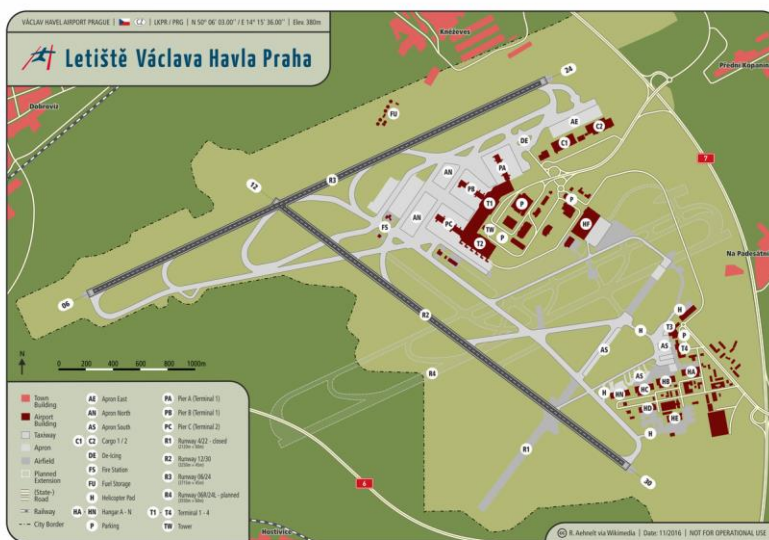 VÁCLAV HAVEL AIRPORT PRAGUE | CZ | LKPR / PRG | N 50° 06´ 03.00´´ / E 14° 15´ 36.00´´ | Elev. 380m
Letiště Václava Havla Praha
Kněževes
Přední Kopanina
Dobrovíz
24
FU
AE
C2
C1
DE
7
12
R3
AN
PA
PB
T1
P
P
AN
PC
FS
TW
HF
T2
P
Na Padesátníku
06
R2
H
T3
H
P
N
0 200 400 600 800 1000m
AS
AS
T4
R4
AS
HA
HB
H
HN
HC
HD
HE
H
R1
30
6
Hostivice
Town Building
Airport Building
Taxiway
Apron
Airfield
Planned Extension
(State-) Road
Railway
City Border
AE Apron East
AN Apron North
AS Apron South
C1 C2 Cargo 1 / 2
DE De-Icing
FS Fire Station
FU Fuel Storage
H Helicopter Pad
HA - HN Hangar A - N
P Parking
PA Pier A (Terminal 1)
PB Pier B (Terminal 1)
PC Pier C (Terminal 2)
R1 Runway 4/22 - closed
R2 Runway 12/30
R3 Runway 06/24
R4 Runway 06R/24L - planned
T1 - T4 Terminal 1 - 4
TW Tower
R. Aehnelt via Wikimedia | Date: 11/2016 | NOT FOR OPERATIONAL USE